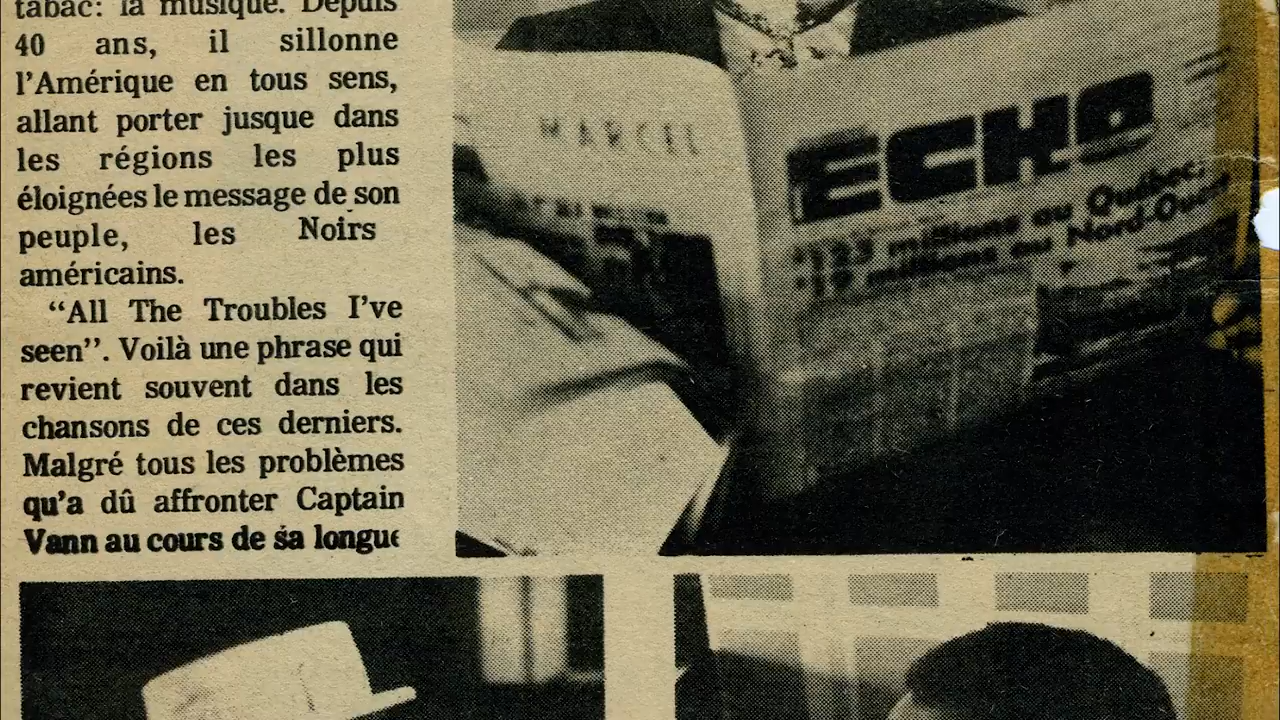 tabac: la musique. Depuis
40 ans, il sillonne
l'Amérique en tous sens,
allant porter jusque dans
les régions les plus
éloignées le message de son
peuple, les Noirs
américains.
"All The Troubles I've
seen". Voilà une phrase qui
revient souvent dans les
chansons de ces derniers.
Malgré tous les problèmes
qu'a dû affronter Captain
Vann au cours de sa longue
MARCEL
ECHO
$123 millions au Québec,
$19 millions au Nord-Ouest